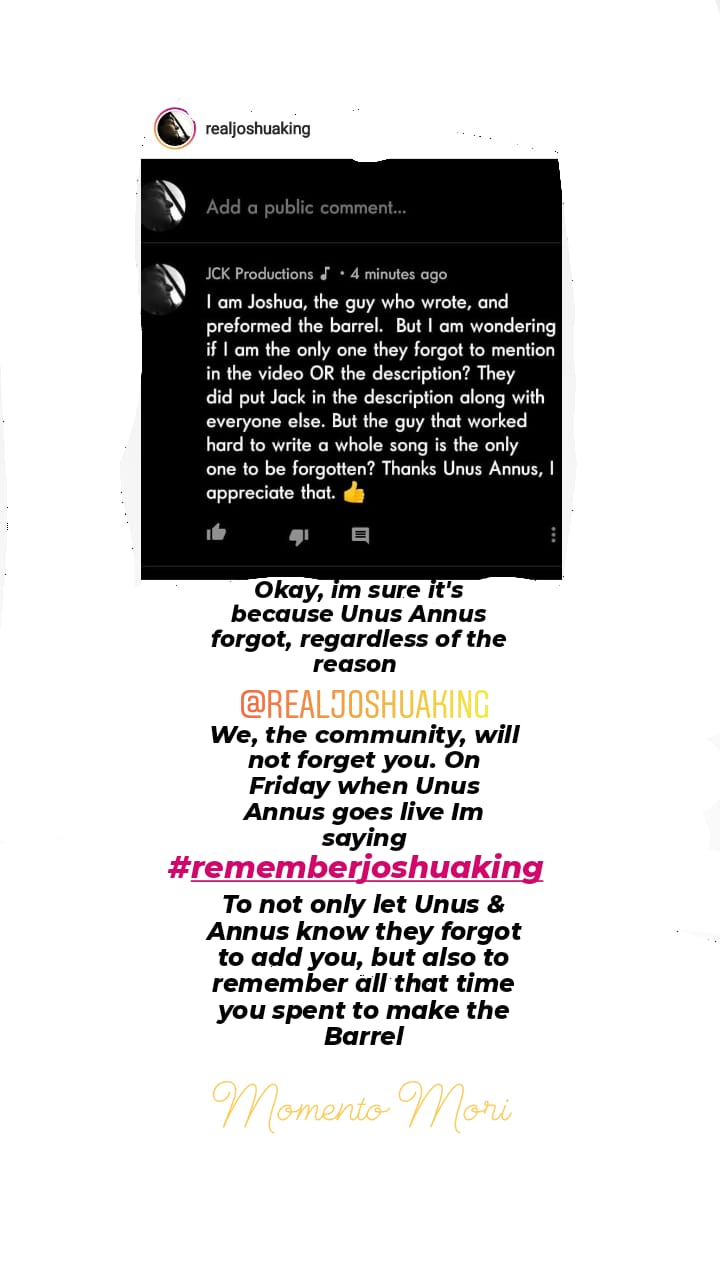 realjoshuaking
Add a public comment...
JCK Productions ♪ • 4 minutes ago
I am Joshua, the guy who wrote, and
preformed the barrel.  But I am wondering
if I am the only one they forgot to mention
in the video OR the description? They
did put Jack in the description along with
everyone else. But the guy that worked
hard to write a whole song is the only
one to be forgotten? Thanks Unus Annus, I
appreciate that. 👍
Okay, im sure it's
because Unus Annus
forgot, regardless of the
reason
@REALJOSHUAKING
We, the community, will
not forget you. On
Friday when Unus
Annus goes live Im
saying
#rememberjoshuaking
To not only let Unus &
Annus know they forgot
to add you, but also to
remember all that time
you spent to make the
Barrel
Momento Mori